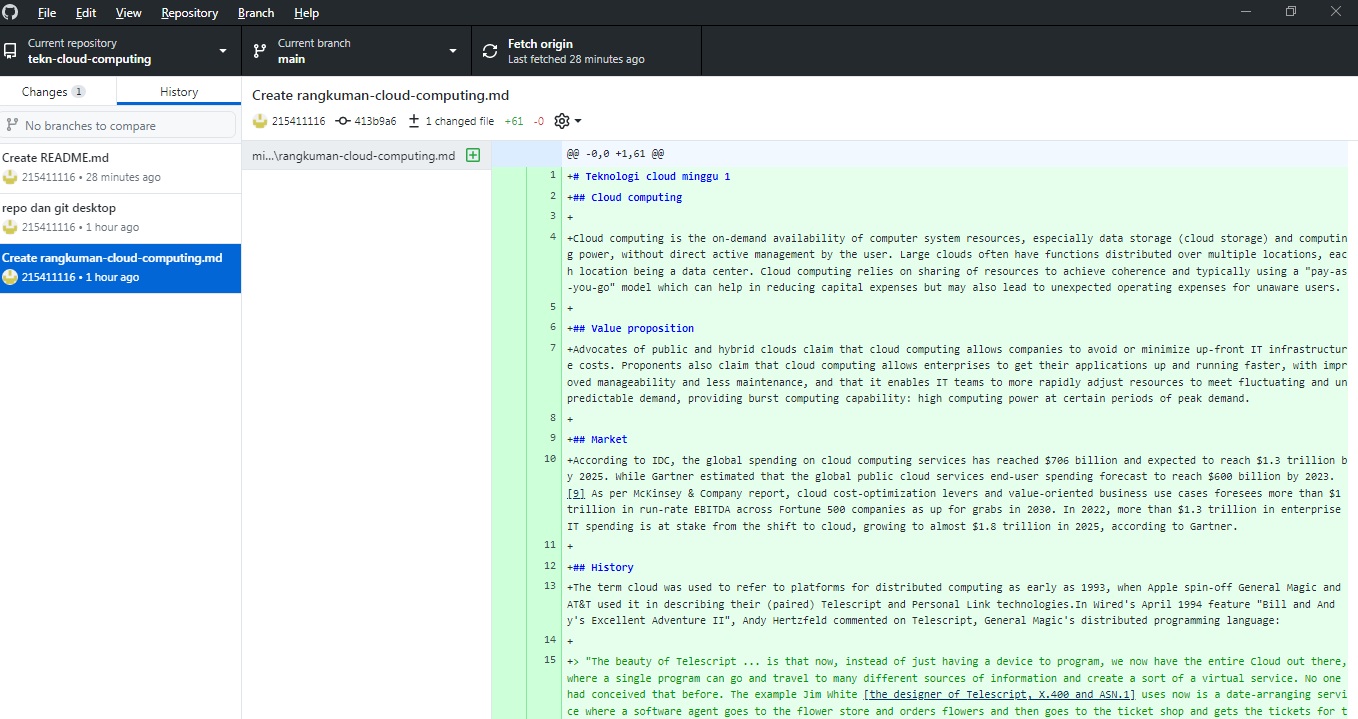 File Edit View Repository Branch Help
Current repository
tekn-cloud-computing
Current branch
main
Fetch origin
Last fetched 28 minutes ago
Changes 1 History
No branches to compare
Create README.md
215411116 • 28 minutes ago
repo dan git desktop
215411116 • 1 hour ago
Create rangkuman-cloud-computing.md
215411116 • 1 hour ago
Create rangkuman-cloud-computing.md
215411116 413b9a6 1 changed file +61 -0
mi...\rangkuman-cloud-computing.md
@@ -0,0 +1,61 @@
1 +# Teknologi cloud minggu 1
2 +## Cloud computing
3 +
4 +Cloud computing is the on-demand availability of computer system resources, especially data storage (cloud storage) and computin
g power, without direct active management by the user. Large clouds often have functions distributed over multiple locations, eac
h location being a data center. Cloud computing relies on sharing of resources to achieve coherence and typically using a "pay-as
-you-go" model which can help in reducing capital expenses but may also lead to unexpected operating expenses for unaware users.
5 +
6 +## Value proposition
7 +Advocates of public and hybrid clouds claim that cloud computing allows companies to avoid or minimize up-front IT infrastructur
e costs. Proponents also claim that cloud computing allows enterprises to get their applications up and running faster, with impr
oved manageability and less maintenance, and that it enables IT teams to more rapidly adjust resources to meet fluctuating and un
predictable demand, providing burst computing capability: high computing power at certain periods of peak demand.
8 +
9 +## Market
10 +According to IDC, the global spending on cloud computing services has reached $706 billion and expected to reach $1.3 trillion b
y 2025. While Gartner estimated that the global public cloud services end-user spending forecast to reach $600 billion by 2023.
[9] As per McKinsey & Company report, cloud cost-optimization levers and value-oriented business use cases foresees more than $1
trillion in run-rate EBITDA across Fortune 500 companies as up for grabs in 2030. In 2022, more than $1.3 trillion in enterprise
IT spending is at stake from the shift to cloud, growing to almost $1.8 trillion in 2025, according to Gartner.
11 +
12 +## History
13 +The term cloud was used to refer to platforms for distributed computing as early as 1993, when Apple spin-off General Magic and
AT&T used it in describing their (paired) Telescript and Personal Link technologies.In Wired's April 1994 feature "Bill and And
y's Excellent Adventure II", Andy Hertzfeld commented on Telescript, General Magic's distributed programming language:
14 +
15 +> "The beauty of Telescript ... is that now, instead of just having a device to program, we now have the entire Cloud out there,
where a single program can go and travel to many different sources of information and create a sort of a virtual service. No one
had conceived that before. The example Jim White [the designer of Telescript, X.400 and ASN.1] uses now is a date-arranging servi
ce where a software agent goes to the flower store and orders flowers and then goes to the ticket shop and gets the tickets for t